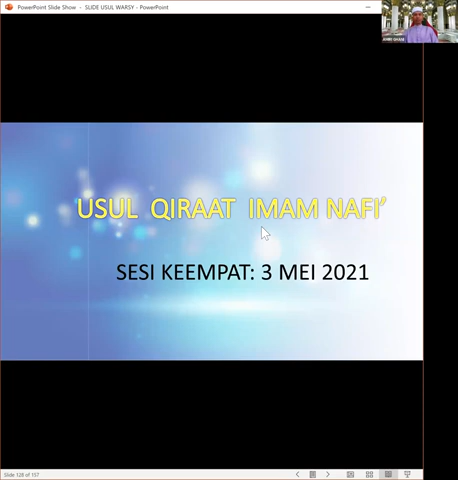 PowerPoint Slide Show - SLIDE USUL WARSY - PowerPoint
USUL QIRAAT IMAM NAFI’
SESI KEEMPAT: 3 MEI 2021
Slide 128 of 157